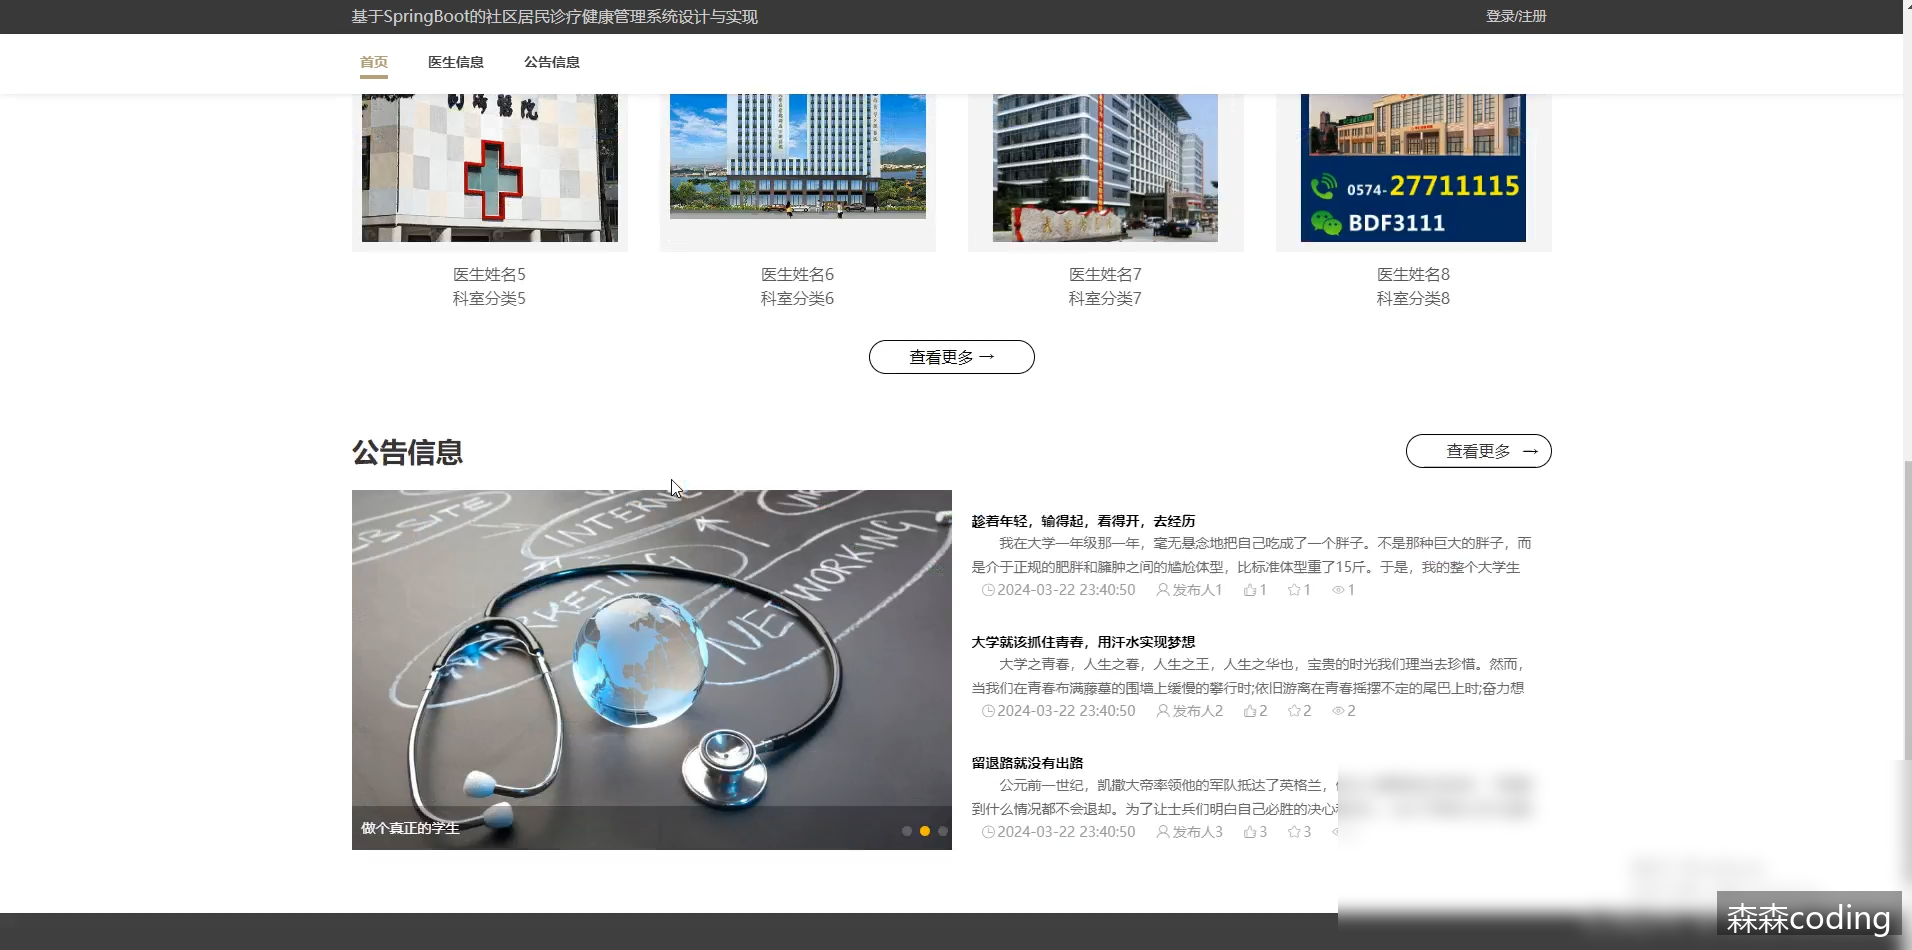 基于SpringBoot的社区居民诊疗健康管理系统设计与实现
登录/注册
首页
医生信息
公告信息
0574-27711115
BDF3111
医生姓名5
科室分类5
医生姓名6
科室分类6
医生姓名7
科室分类7
医生姓名8
科室分类8
查看更多 →
公告信息
查看更多 →
INTERNE
MARKETING
NETWORKING
做个真正的学生
趁着年轻，输得起，看得开，去经历
我在大学一年级那一年，毫无悬念地把自己吃成了一个胖子。不是那种巨大的胖子，而
是介于正规的肥胖和臃肿之间的尴尬体型，比标准体型重了15斤。于是，我的整个大学生
2024-03-22 23:40:50 发布人1 1 1 1
大学就该抓住青春，用汗水实现梦想
大学之青春，人生之春，人生之王，人生之华也，宝贵的时光我们理当去珍惜。然而，
当我们在青春布满藤蔓的围墙上缓慢的攀行时;依旧游离在青春摇摆不定的尾巴上时;奋力想
2024-03-22 23:40:50 发布人2 2 2 2
留退路就没有出路
公元前一世纪，凯撒大帝率领他的军队抵达了英格兰，
到什么情况都不会退却。为了让士兵们明白自己必胜的决心
2024-03-22 23:40:50 发布人3 3 3
森森coding